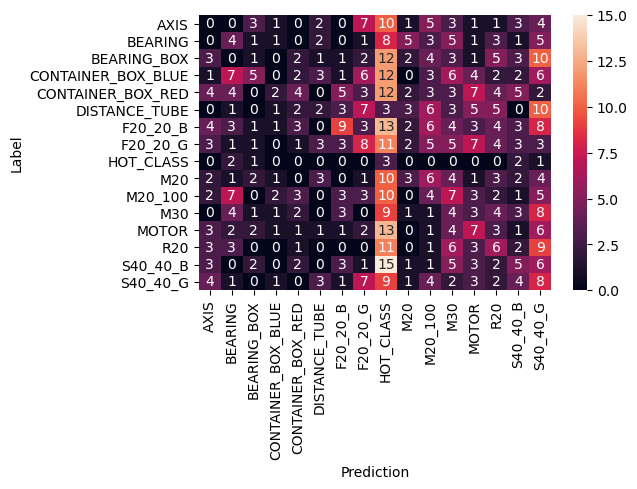 Label
AXIS 0 0 3 1 0 2 0 7 10 1 5 3 1 1 3 4
BEARING 0 4 1 1 0 2 0 1 8 5 3 5 1 3 1 5
BEARING_BOX 3 0 1 0 2 1 1 2 12 2 4 3 1 5 3 10
CONTAINER_BOX_BLUE 1 7 5 0 2 3 1 6 12 0 3 6 4 2 2 6
CONTAINER_BOX_RED 4 4 0 2 4 0 5 3 12 2 3 3 7 4 5 2
DISTANCE_TUBE 0 1 0 1 2 2 3 7 3 3 6 3 5 5 0 10
F20_20_B 4 3 1 1 3 0 9 3 13 2 6 4 3 4 3 8
F20_20_G 3 1 1 0 1 3 3 8 11 2 5 5 7 4 3 3
HOT_CLASS 0 2 1 0 0 0 0 0 3 0 0 0 0 0 2 1
M20 2 1 2 1 0 3 0 2 10 3 6 4 1 3 2 4
M20_100 2 7 0 2 3 0 3 3 10 0 4 7 3 2 1 5
M30 0 4 1 1 2 0 3 0 9 1 1 4 3 4 3 8
MOTOR 3 2 2 1 1 1 1 2 13 0 1 4 7 3 1 6
R20 3 3 0 1 0 0 0 0 11 0 1 6 3 6 2 9
S40_40_B 3 0 2 0 2 0 3 1 15 2 2 5 3 2 5 6
S40_40_G 4 1 0 1 0 3 1 7 9 1 4 2 3 2 4 8
AXIS
BEARING
BEARING_BOX
CONTAINER_BOX_BLUE
CONTAINER_BOX_RED
DISTANCE_TUBE
F20_20_B
F20_20_G
HOT_CLASS
M20
M20_100
M30
MOTOR
R20
S40_40_B
S40_40_G
Prediction
15.0
12.5
10.0
7.5
5.0
2.5
0.0